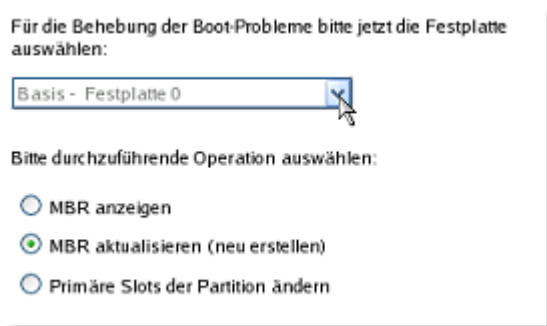 Für die Behebung der Boot-Probleme bitte jetzt die Festplatte
auswählen:
Basis - Festplatte 0
Bitte durchzuführende Operation auswählen:
MBR anzeigen
MBR aktualisieren (neu erstellen)
Primäre Slots der Partition ändern